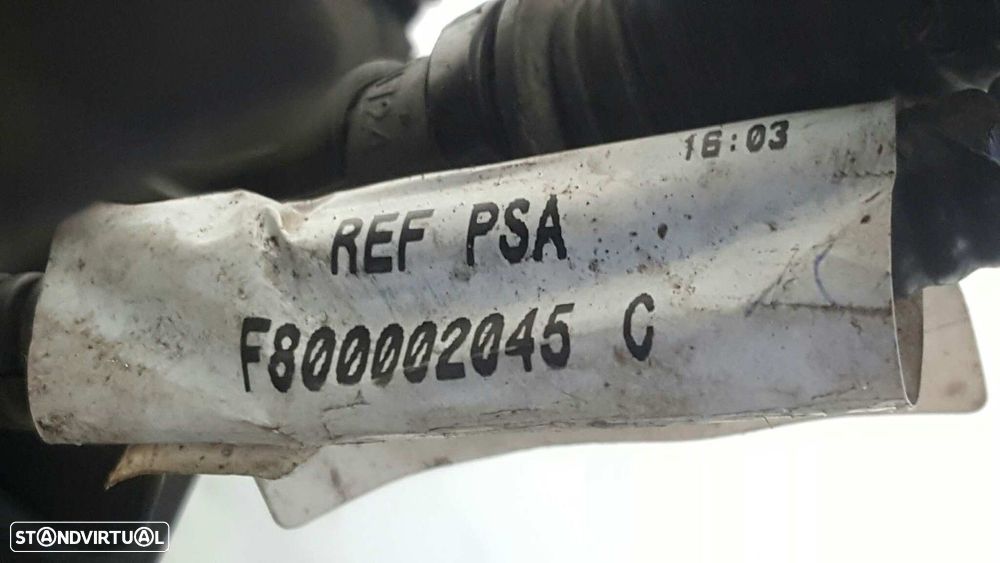 16:03
REF PSA
F800002045 C
STANDVIRTUAL